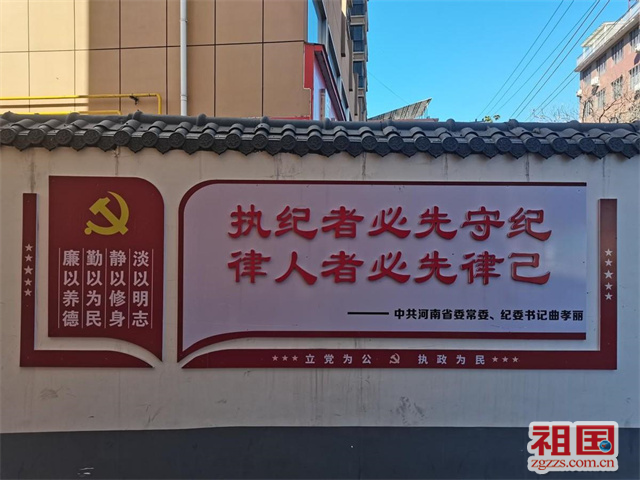 执纪者必先守纪
律人者必先律己
—— 中共河南省委常委、纪委书记曲孝丽
淡以明志
静以修身
勤以为民
廉以养德
★★★ 立党为公 执政为民 ★★★
祖国
zgzzs.com.cn